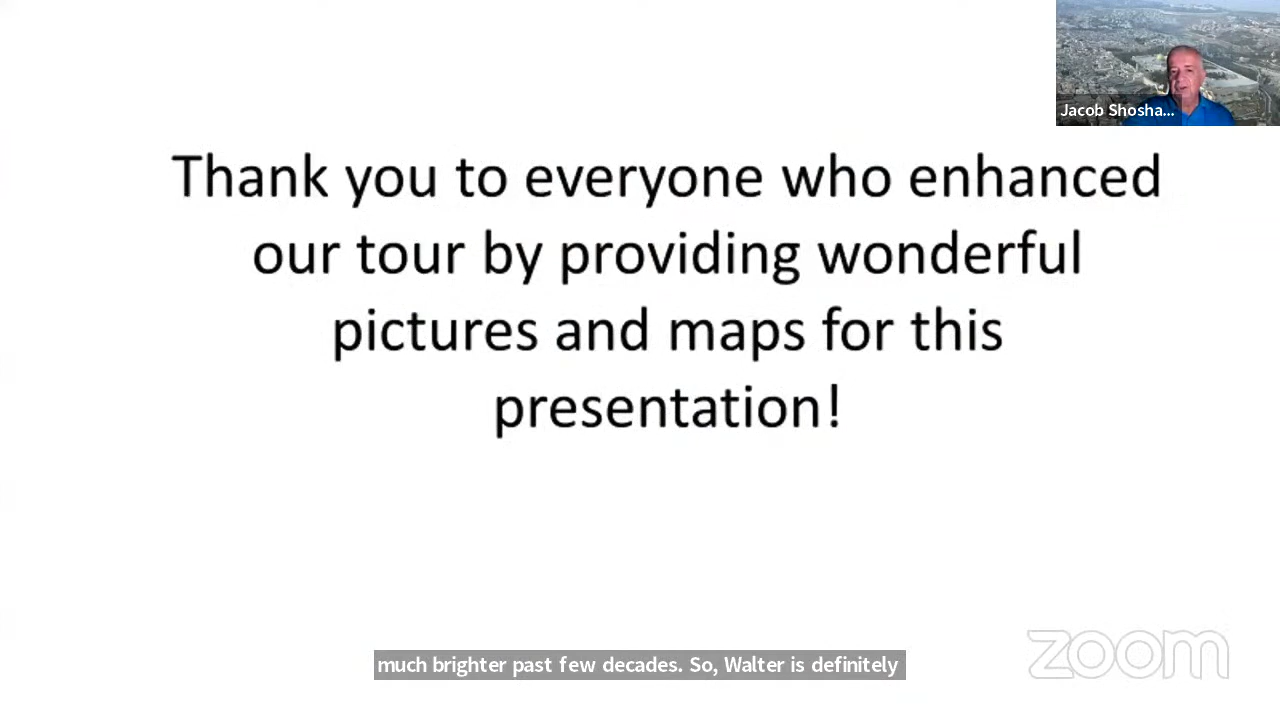 Jacob Shosha...
Thank you to everyone who enhanced
our tour by providing wonderful
pictures and maps for this
presentation!
zoom
much brighter past few decades. So, Walter is definitely